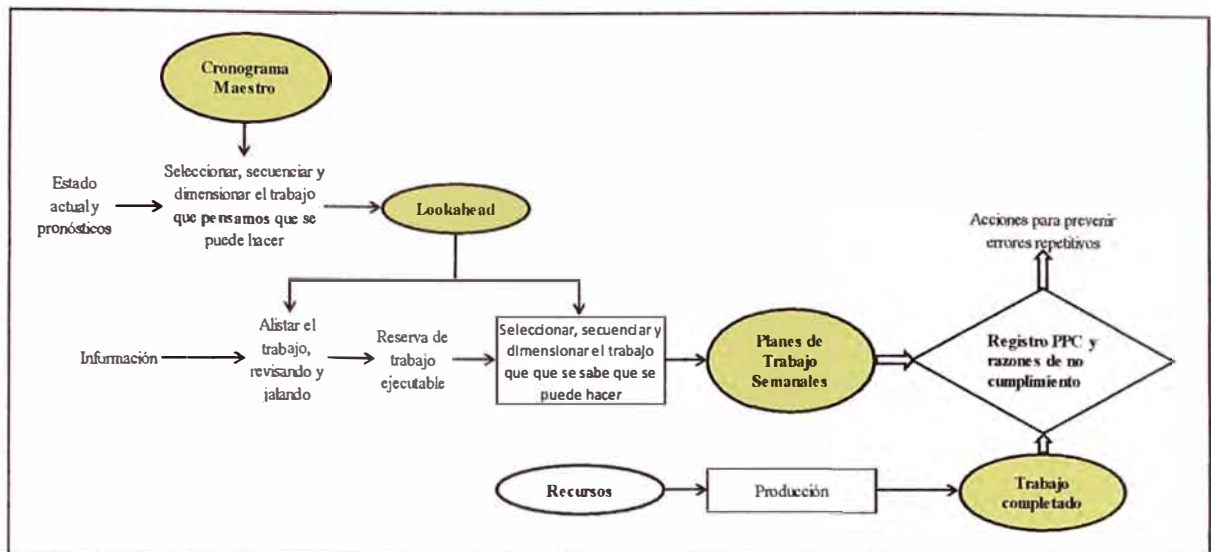 Cronograma
Maestro
Seleccionar, secuenciar y
dimensionar el trabajo
que pensamos que se
puede hacer
Estado
actual y
pronósticos
Lookahead
Acciones para prevenir
errores repetitivos
Información
Alistar el
trabajo,
revisando y
jalando
Reserva de
trabajo
ejecutable
Seleccionar, secuenciar y
dimensionar el trabajo
que que se sabe que se
puede hacer
Planes de
Trabajo
Semanales
Registro PPC y
razones de no
cumplimiento
Recursos
Producción
Trabajo
completado